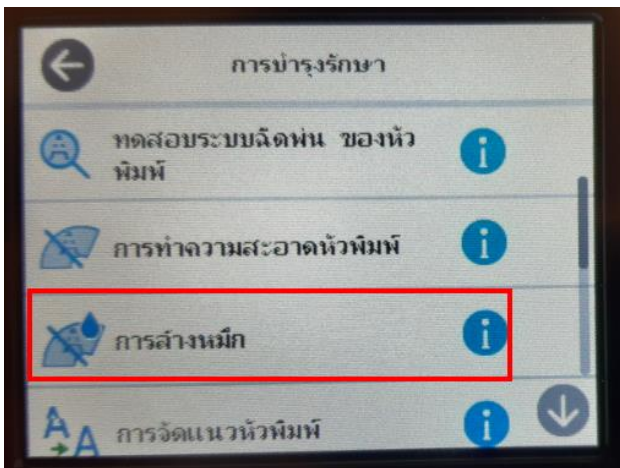 การบำรุงรักษา
ทดสอบระบบฉีดพ่น ของหัว
พิมพ์
การทำความสะอาดหัวพิมพ์
การล้างหมึก
การจัดแนวหัวพิมพ์